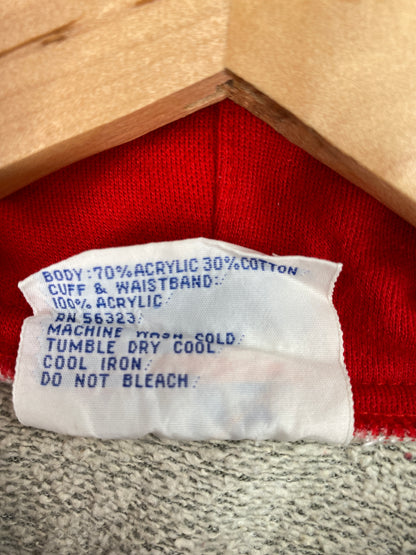 BODY:70% ACRYLIC 30% COTTON
CUFF & WAISTBAND:
100% ACRYLIC
RN 56323
MACHINE WASH COLD
TUMBLE DRY COOL
COOL IRON
DO NOT BLEACH